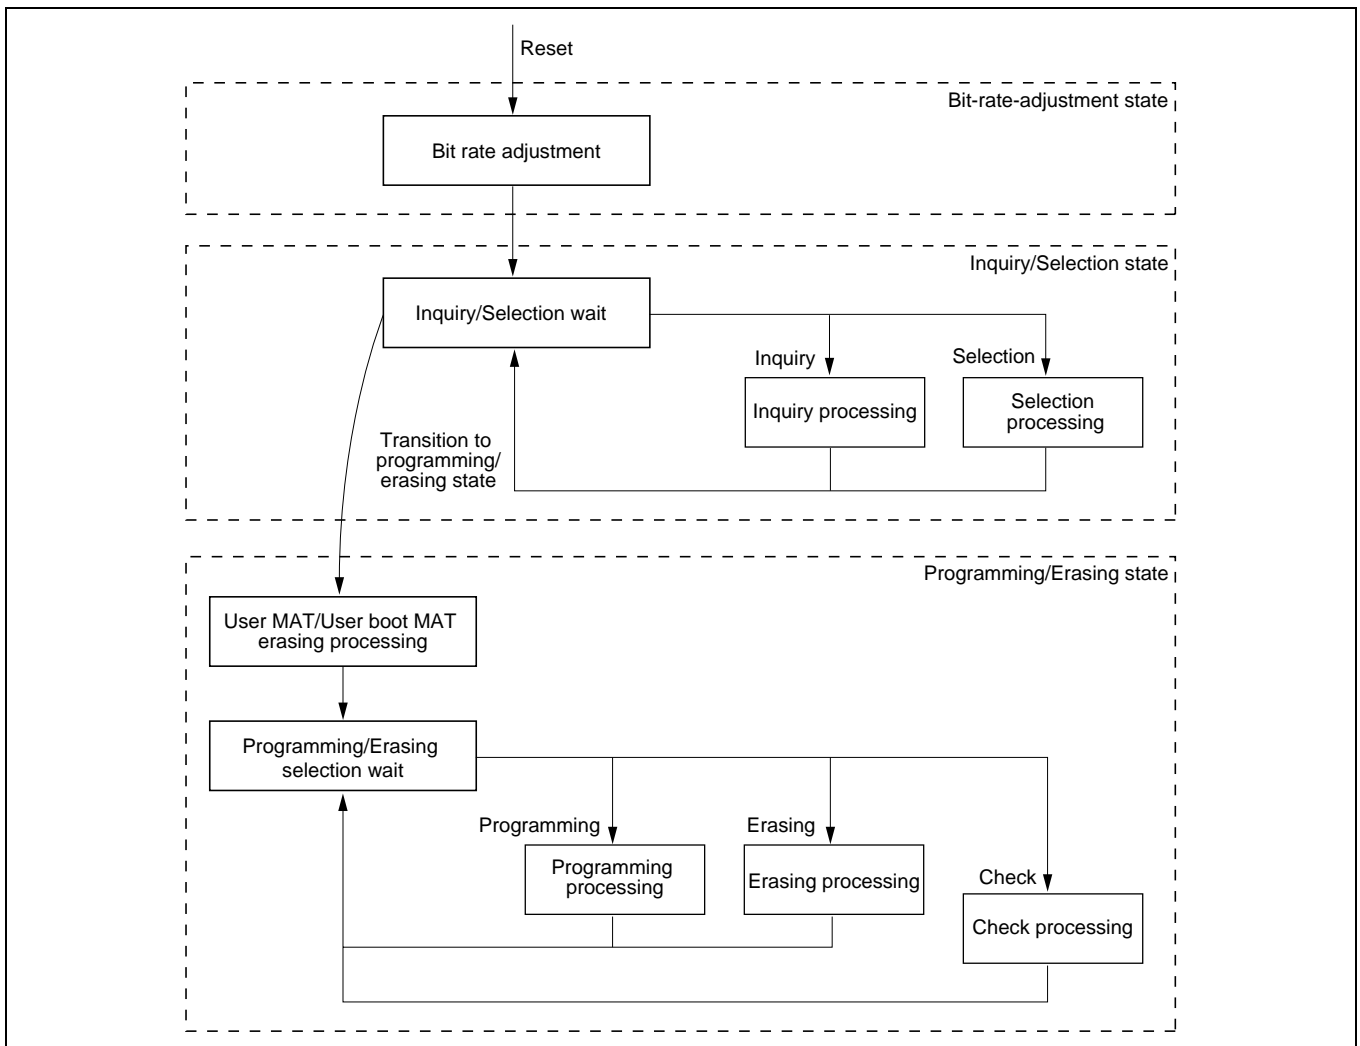 Reset
Bit-rate-adjustment state
Bit rate adjustment
Inquiry/Selection state
Inquiry/Selection wait
Inquiry
Selection
Inquiry processing
Selection
processing
Transition to
programming/
erasing state
Programming/Erasing state
User MAT/User boot MAT
erasing processing
Programming/Erasing
selection wait
Programming
Erasing
Programming
processing
Erasing processing
Check
Check processing